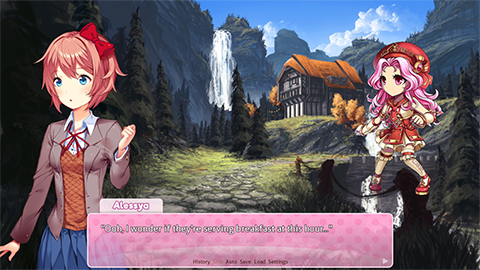 Alessya
"Ooh, I wonder if they're serving breakfast at this hour..."
History Skip Auto Save Load Settings